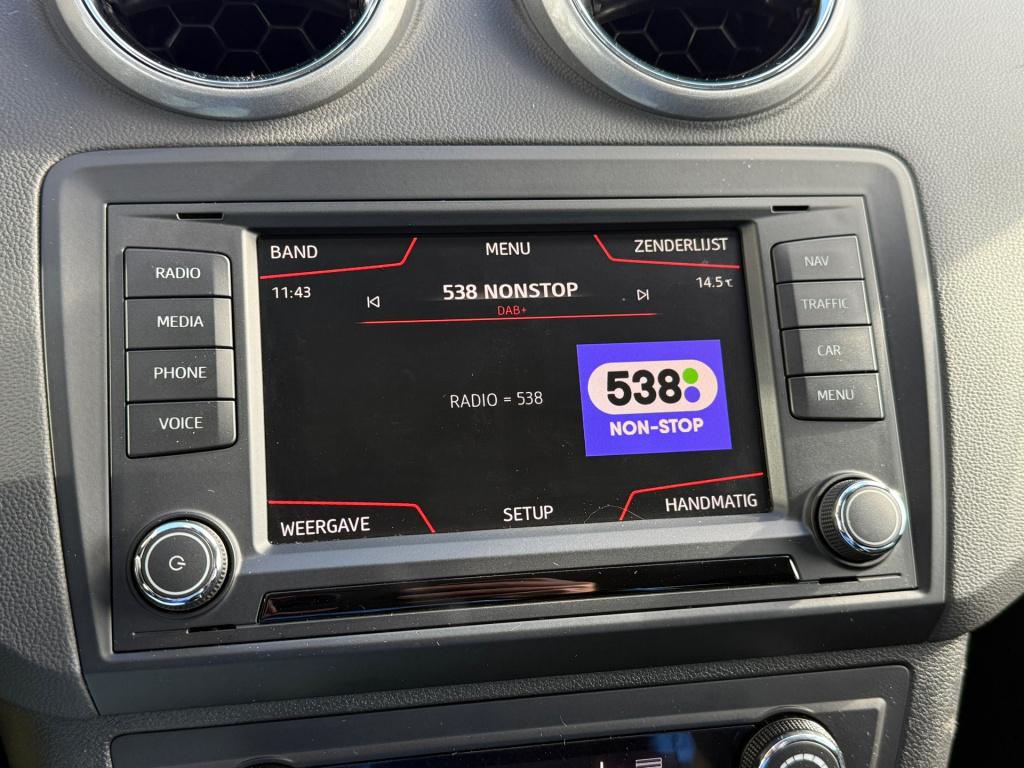 RADIO
MEDIA
PHONE
VOICE
BAND
MENU
ZENDERLIJST
11:43
538 NONSTOP
14.5℃
DAB+
RADIO = 538
538
NON-STOP
WEERGAVE
SETUP
HANDMATIG
NAV
TRAFFIC
CAR
MENU